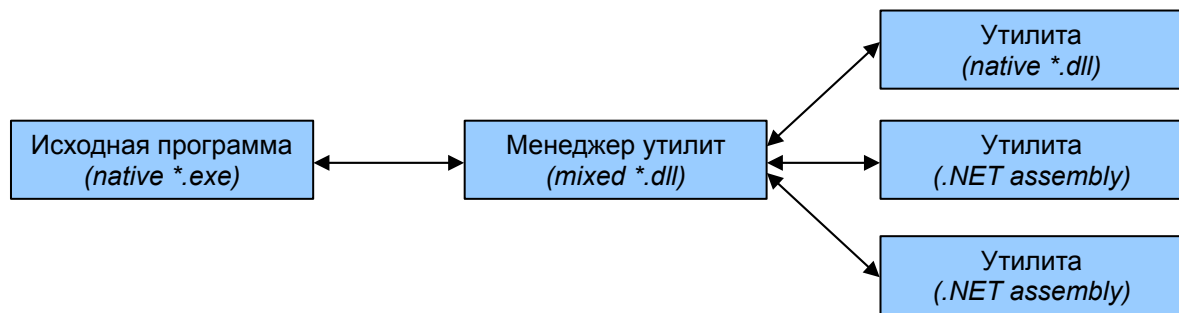 Исходная программа
(native *.exe)
Менеджер утилит
(mixed *.dll)
Утилита
(native *.dll)
Утилита
(.NET assembly)
Утилита
(.NET assembly)